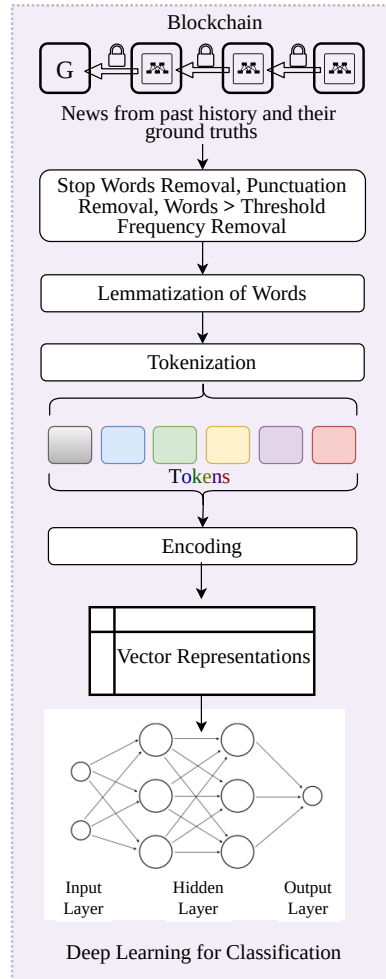 Blockchain
G
News from past history and their
ground truths
Stop Words Removal, Punctuation
Removal, Words > Threshold
Frequency Removal
Lemmatization of Words
Tokenization
Tokens
Encoding
Vector Representations
Input
Layer
Hidden
Layer
Output
Layer
Deep Learning for Classification